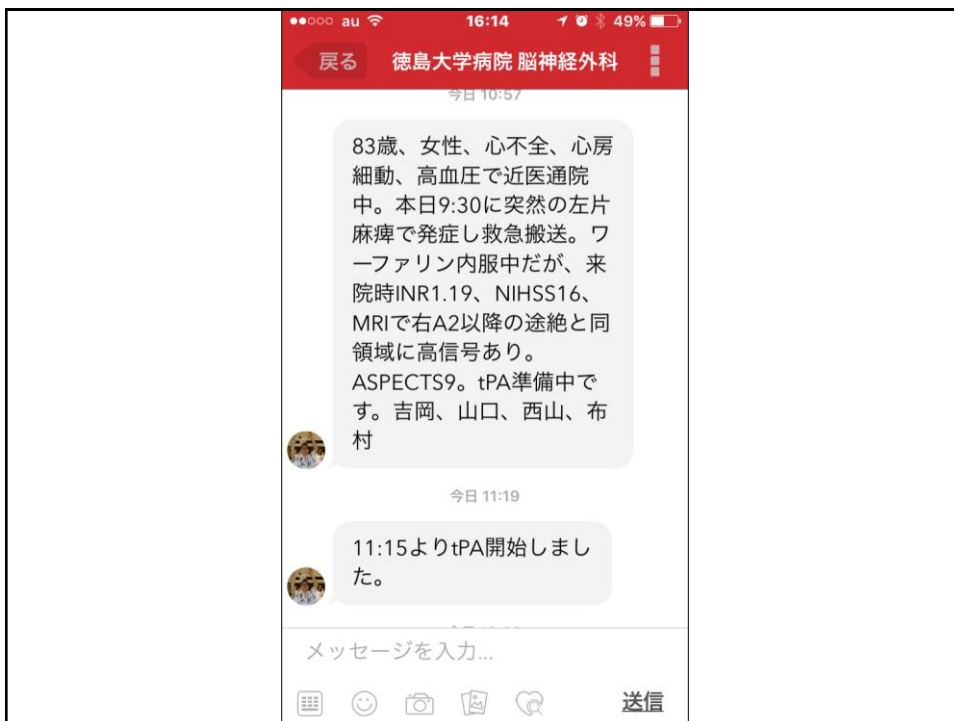 au 16:14 49%
戻る 徳島大学病院 脳神経外科
今日 10:57
83歳、女性、心不全、心房
細動、高血圧で近医通院
中。本日9:30に突然の左片
麻痺で発症し救急搬送。ワ
ーファリン内服中だが、来
院時INR1.19、NIHSS16、
MRIで右A2以降の途絶と同
領域に高信号あり。
ASPECTS9。tPA準備中で
す。吉岡、山口、西山、布
村
今日 11:19
11:15よりtPA開始しまし
た。
メッセージを入力...
送信